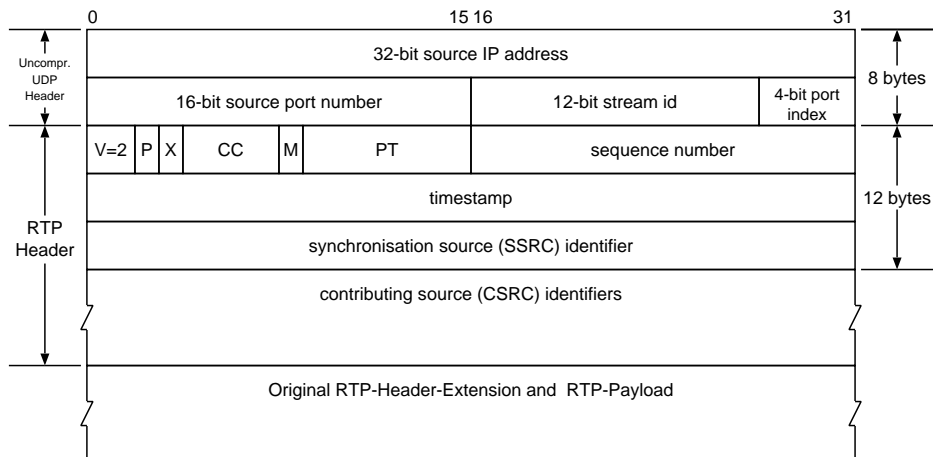 0 15 16 31
Uncompr.
UDP
Header
32-bit source IP address
8 bytes
16-bit source port number 12-bit stream id 4-bit port
index
V=2 P X CC M PT sequence number
timestamp
12 bytes
RTP
Header
synchronisation source (SSRC) identifier
contributing source (CSRC) identifiers
Original RTP-Header-Extension and RTP-Payload